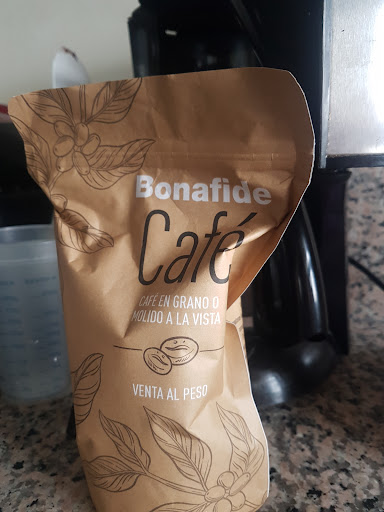 Bonafide
Café
CAFÉ EN GRANO O
MOLIDO A LA VISTA
VENTA AL PESO